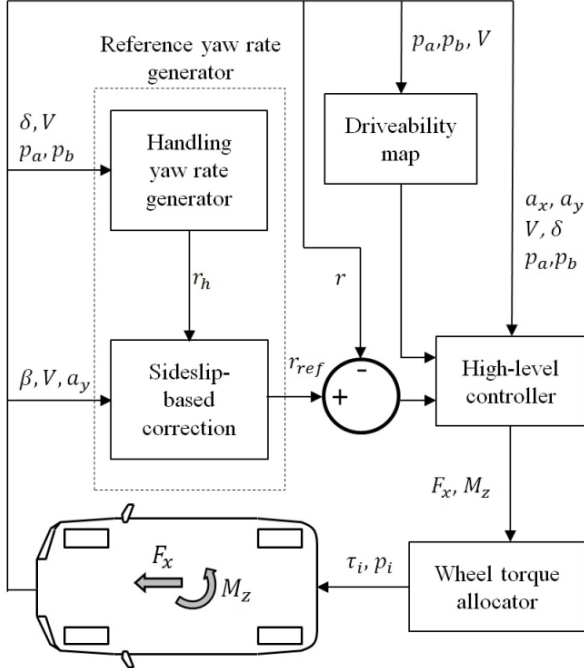 Reference yaw rate
generator
p_a, p_b, V
δ, V
p_a, p_b
Handling
yaw rate
generator
Driveability
map
a_x, a_y
V, δ
p_a, p_b
r_h
r
β, V, a_y
Sideslip-
based
correction
r_ref
-
+
High-level
controller
F_x, M_z
F_x
M_z
τ_i, p_i
Wheel torque
allocator